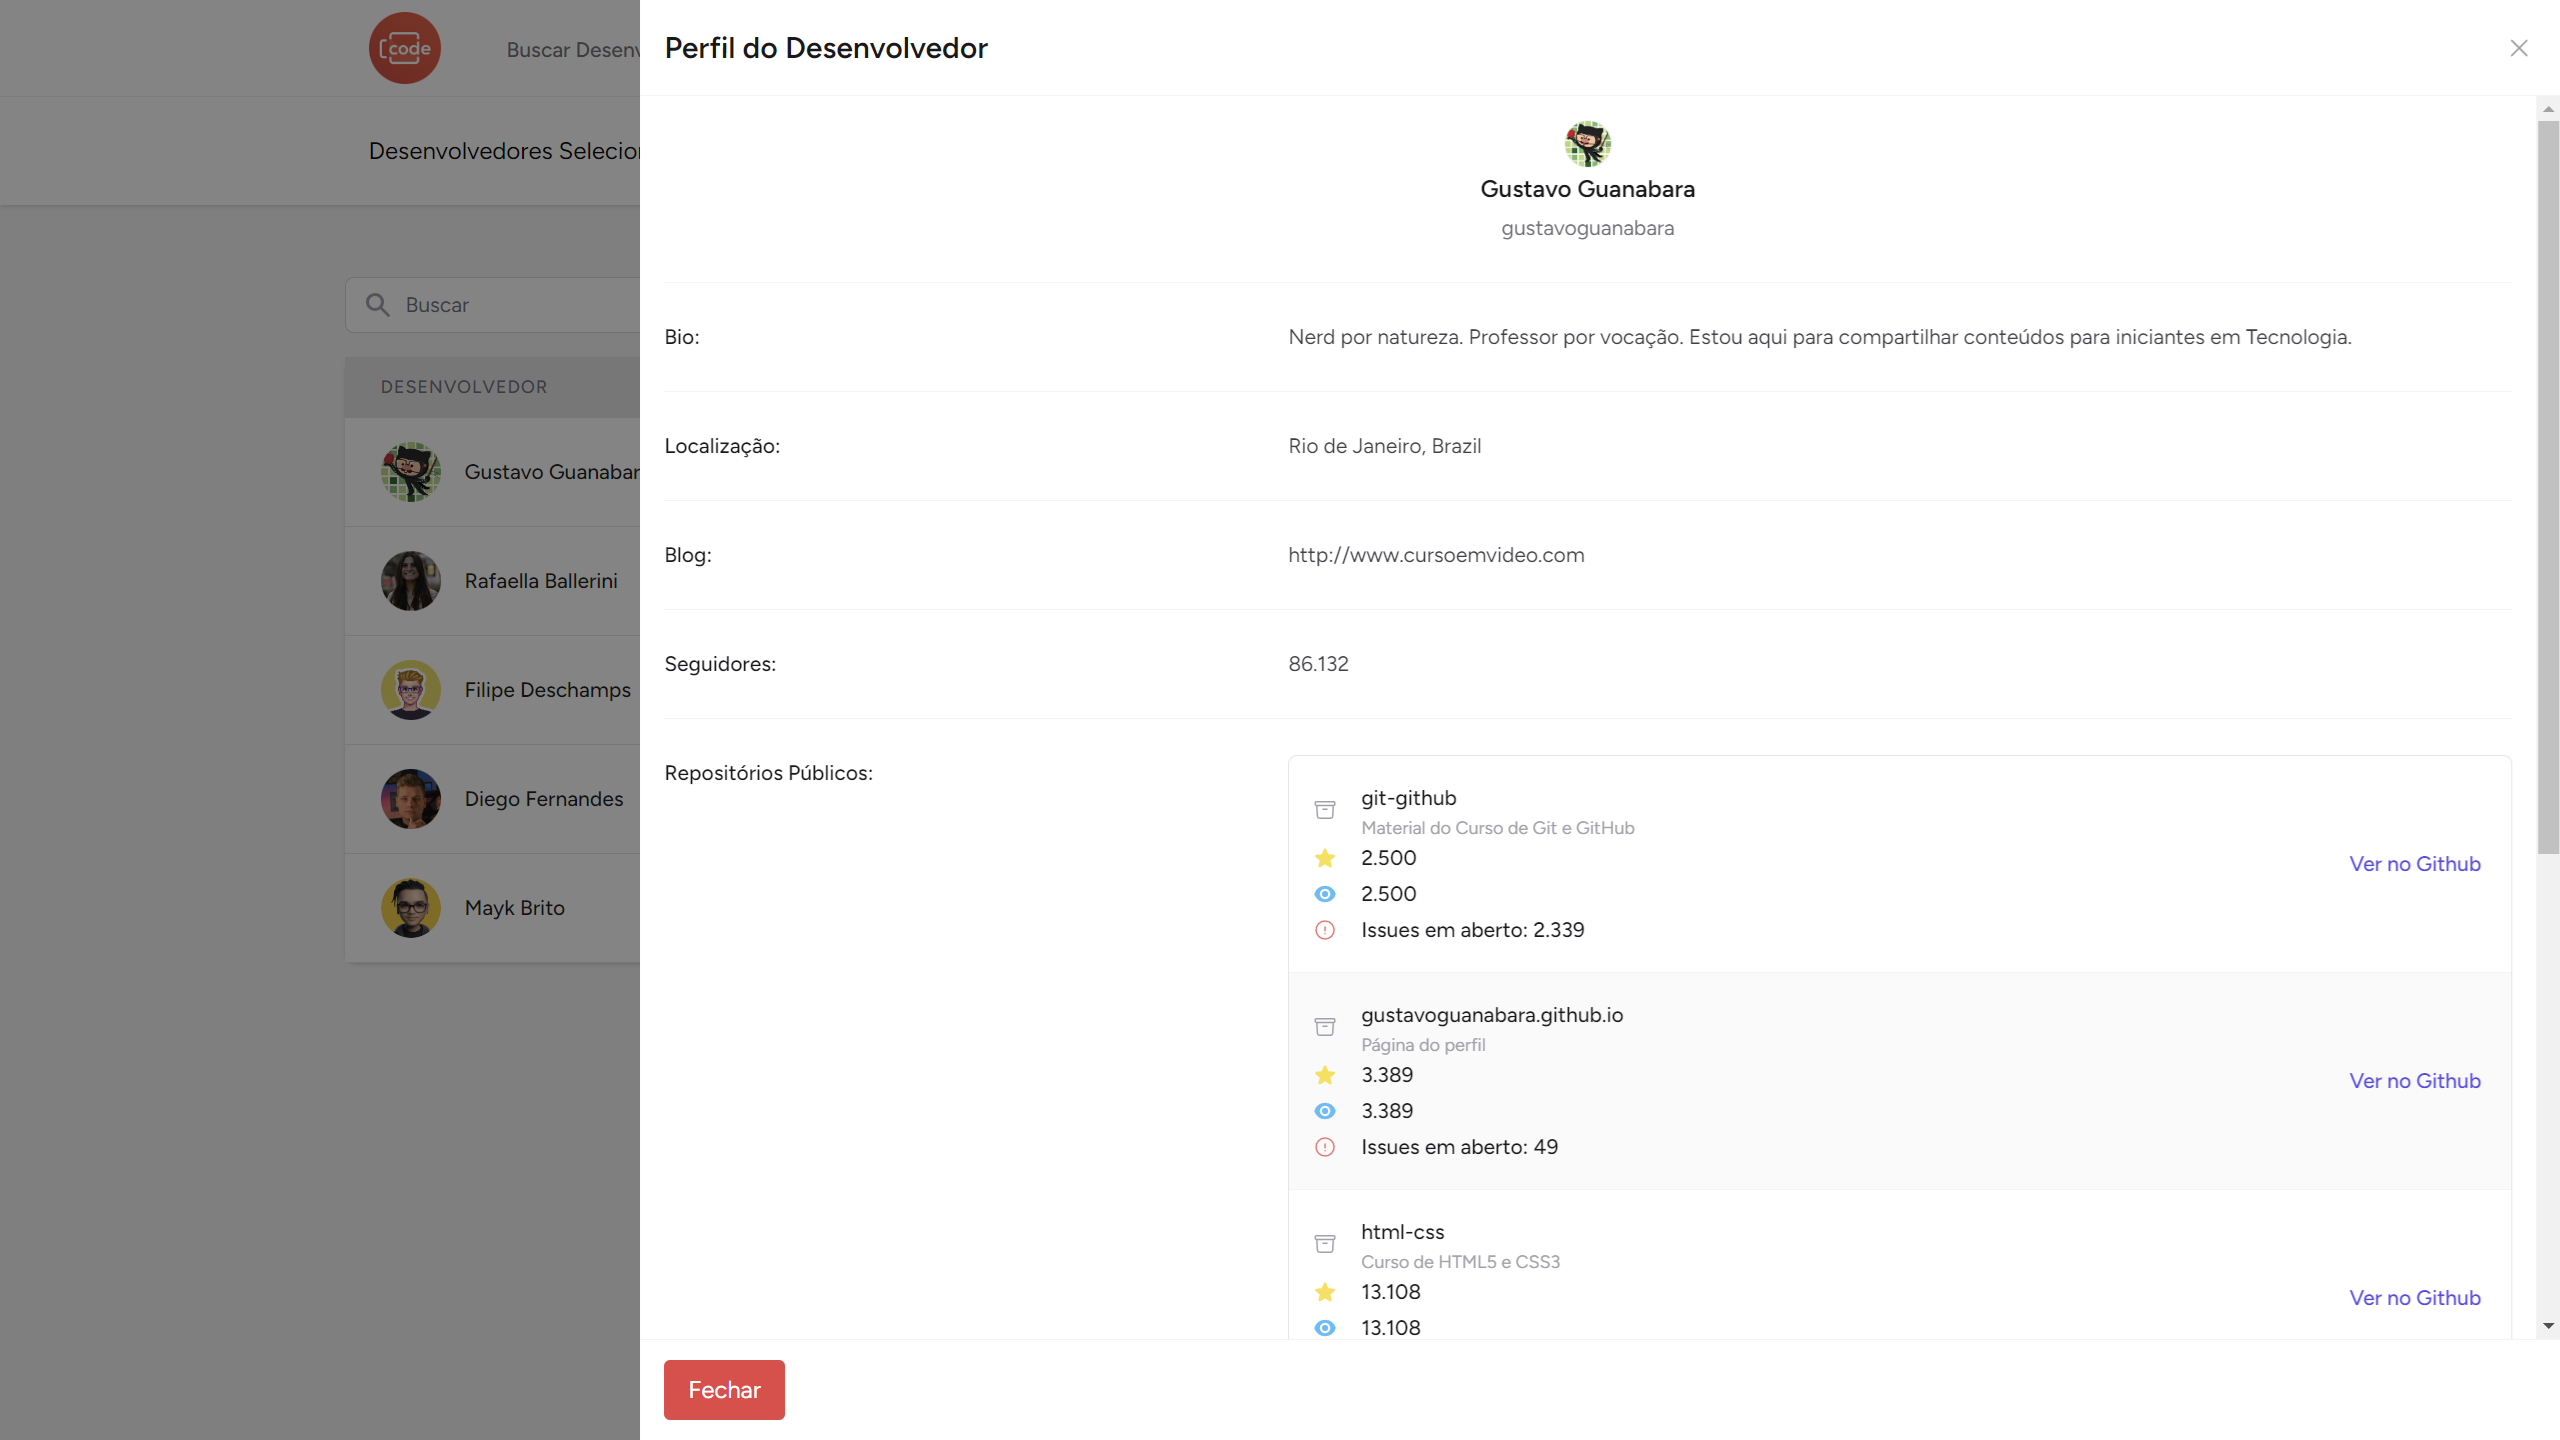 code
Buscar Desenv
Desenvolvedores Selecion
Buscar
DESENVOLVEDOR
Gustavo Guanabar
Rafaella Ballerini
Filipe Deschamps
Diego Fernandes
Mayk Brito
Perfil do Desenvolvedor
Gustavo Guanabara
gustavoguanabara
Bio:
Nerd por natureza. Professor por vocação. Estou aqui para compartilhar conteúdos para iniciantes em Tecnologia.
Localização:
Rio de Janeiro, Brazil
Blog:
http://www.cursoemvideo.com
Seguidores:
86.132
Repositórios Públicos:
git-github
Material do Curso de Git e GitHub
2.500
2.500
Issues em aberto: 2.339
Ver no Github
gustavoguanabara.github.io
Página do perfil
3.389
3.389
Issues em aberto: 49
Ver no Github
html-css
Curso de HTML5 e CSS3
13.108
13.108
Ver no Github
Fechar